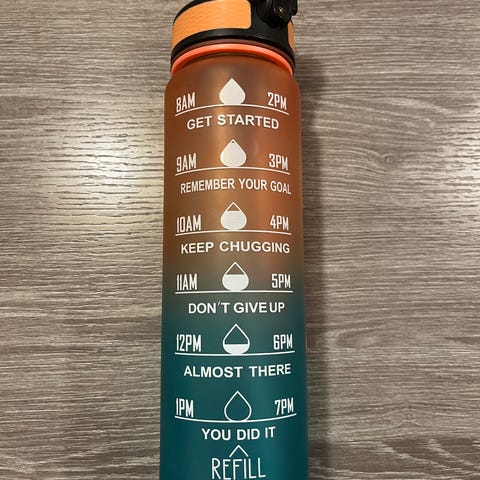 8AM 2PM
GET STARTED
9AM 3PM
REMEMBER YOUR GOAL
10AM 4PM
KEEP CHUGGING
11AM 5PM
DON'T GIVE UP
12PM 6PM
ALMOST THERE
1PM 7PM
YOU DID IT
REFILL